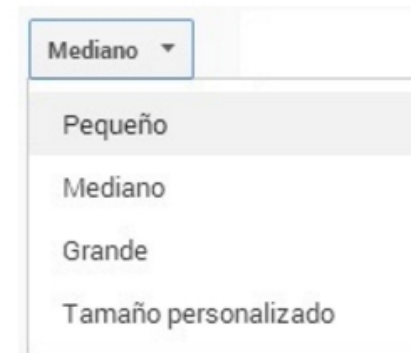 Mediano
Pequeño
Mediano
Grande
Tamaño personalizado